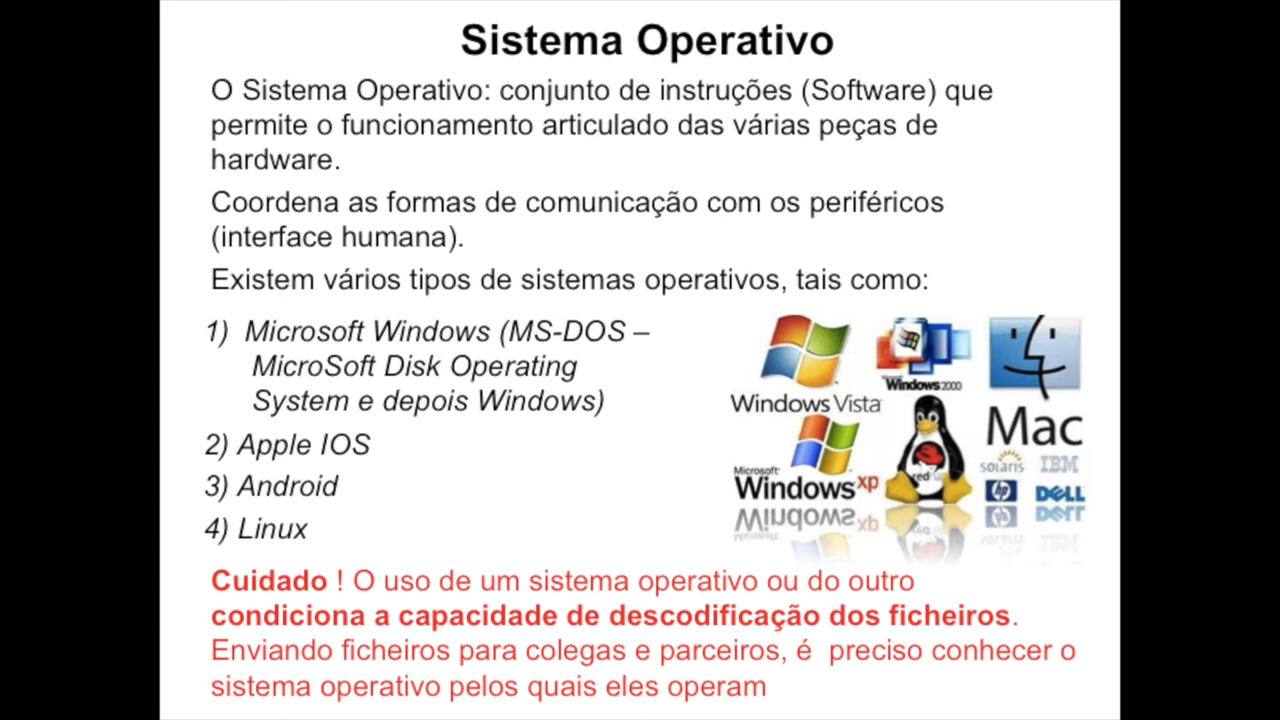 Sistema Operativo
O Sistema Operativo: conjunto de instruções (Software) que
permite o funcionamento articulado das várias peças de
hardware.
Coordena as formas de comunicação com os periféricos
(interface humana).
Existem vários tipos de sistemas operativos, tais como:
1) Microsoft Windows (MS-DOS –
MicroSoft Disk Operating
System e depois Windows)
2) Apple IOS
3) Android
4) Linux
Windows Vista
Microsoft
Windows 2000
Mac
Microsoft
Windows xp
red
SOLARIS
IBM
hp
DELL
Cuidado ! O uso de um sistema operativo ou do outro
condiciona a capacidade de descodificação dos ficheiros.
Enviando ficheiros para colegas e parceiros, é  preciso conhecer o
sistema operativo pelos quais eles operam